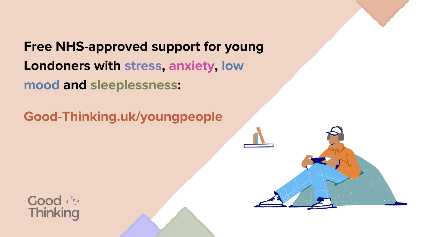 Free NHS-approved support for young
Londoners with stress, anxiety, low
mood and sleeplessness:
Good-Thinking.uk/youngpeople
Good
Thinking